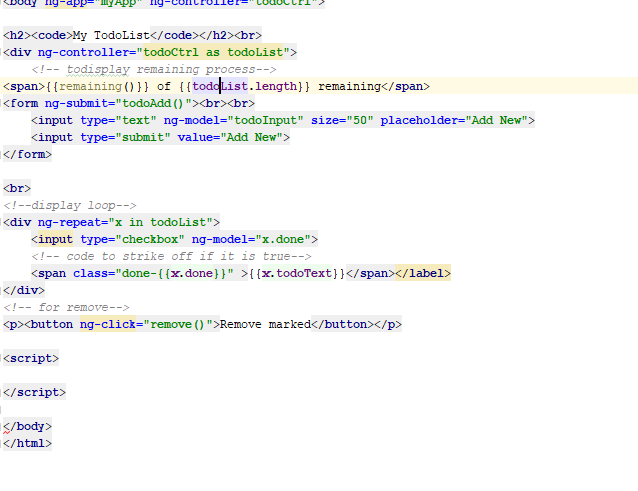 <body ng-app="myApp" ng-controller="todoCtrl">
<h2><code>My TodoList</code></h2><br>
<div ng-controller="todoCtrl as todoList">
<!-- todisplay remaining process-->
<span>{{remaining()}} of {{todoList.length}} remaining</span>
<form ng-submit="todoAdd()"><br><br>
<input type="text" ng-model="todoInput" size="50" placeholder="Add New">
<input type="submit" value="Add New">
</form>
<br>
<!--display loop-->
<div ng-repeat="x in todoList">
<input type="checkbox" ng-model="x.done">
<!-- code to strike off if it is true-->
<span class="done-{{x.done}}" >{{x.todoText}}</span></label>
</div>
<!-- for remove-->
<p><button ng-click="remove()">Remove marked</button></p>
<script>
</script>
</body>
</html>